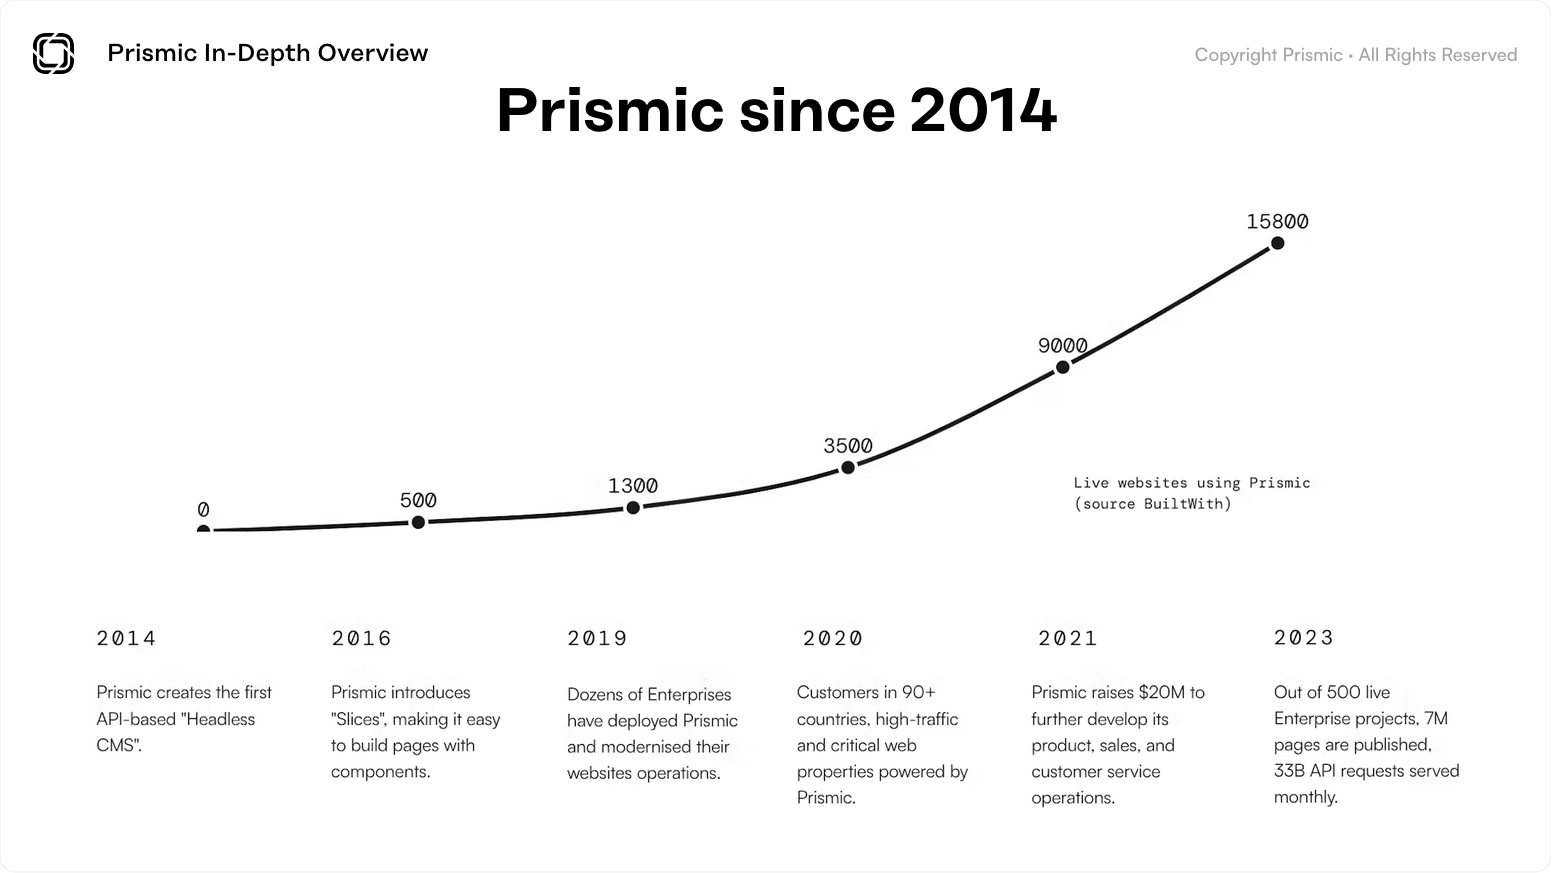 Prismic In-Depth Overview
Copyright Prismic · All Rights Reserved
Prismic since 2014
15800
9000
3500
1300
500
0
Live websites using Prismic
(source BuiltWith)
2014
Prismic creates the first
API-based "Headless
CMS".
2016
Prismic introduces
"Slices", making it easy
to build pages with
components.
2019
Dozens of Enterprises
have deployed Prismic
and modernised their
websites operations.
2020
Customers in 90+
countries, high-traffic
and critical web
properties powered by
Prismic.
2021
Prismic raises $20M to
further develop its
product, sales, and
customer service
operations.
2023
Out of 500 live
Enterprise projects, 7M
pages are published,
33B API requests served
monthly.